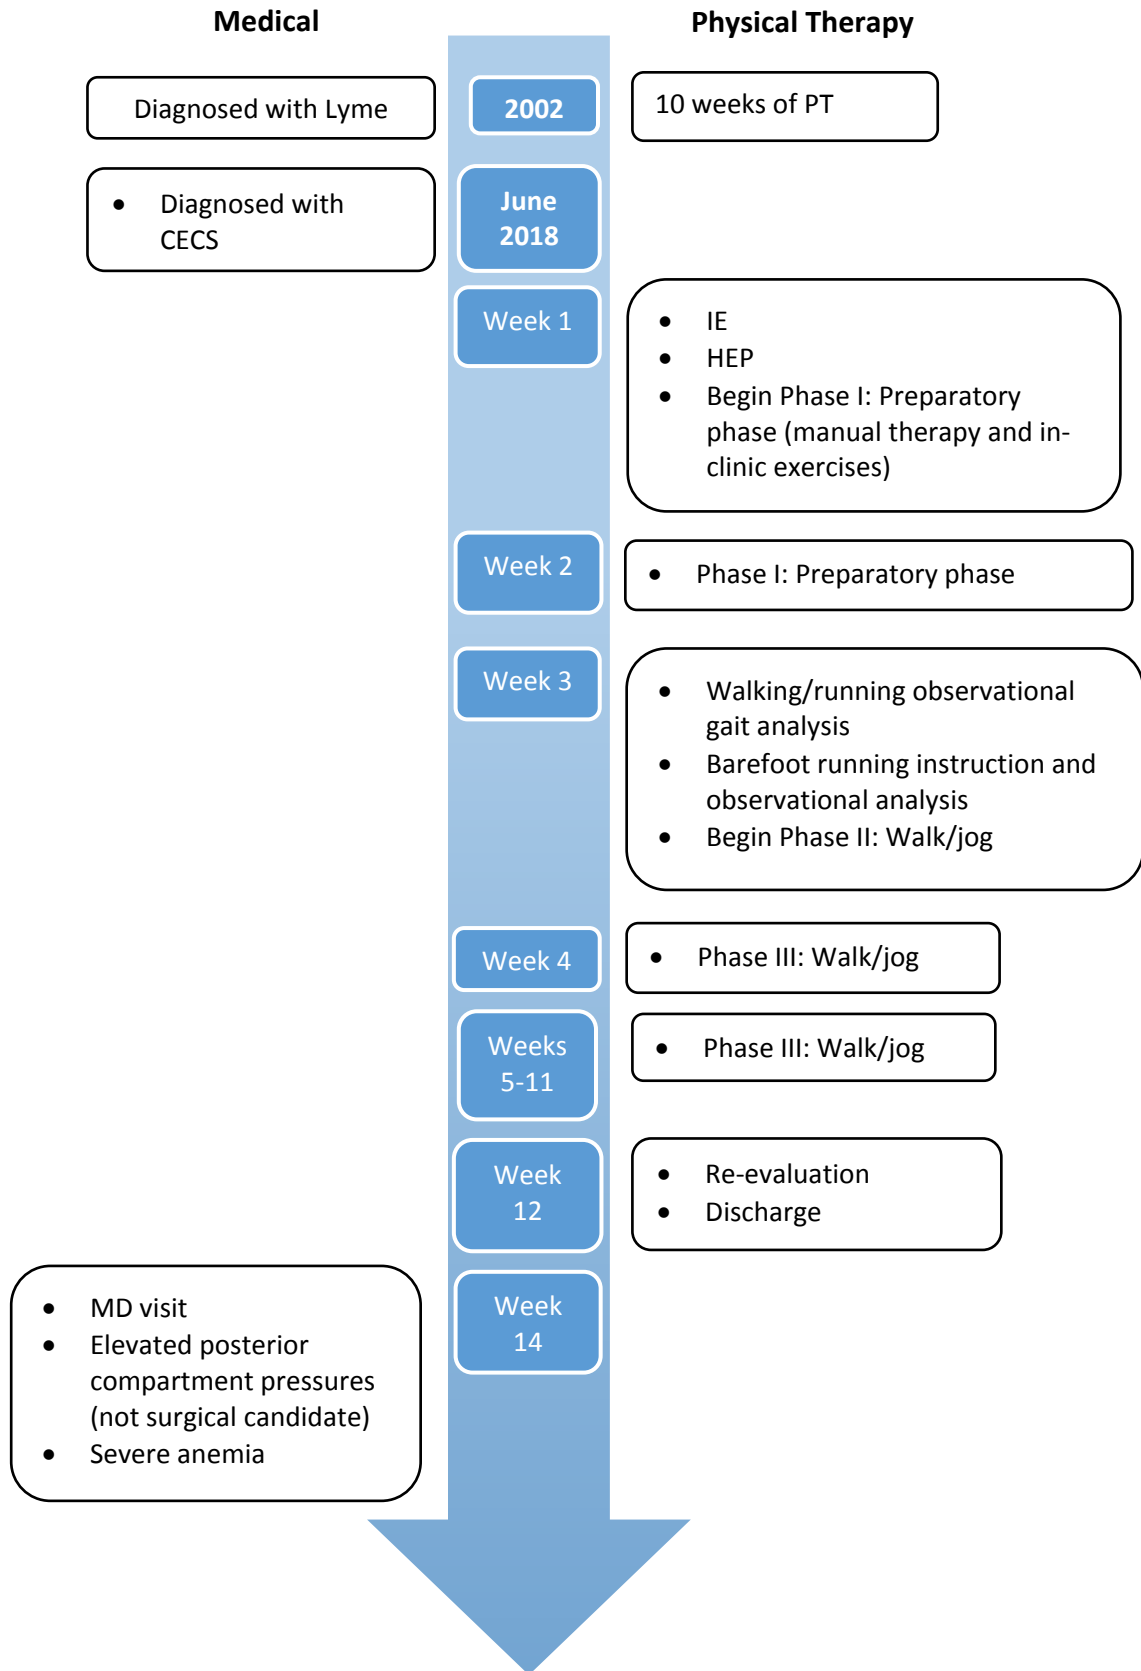 Medical
Physical Therapy
Diagnosed with Lyme
2002
10 weeks of PT
• Diagnosed with
CECS
June
2018
Week 1
• IE
• HEP
• Begin Phase I: Preparatory
phase (manual therapy and in-
clinic exercises)
Week 2
• Phase I: Preparatory phase
Week 3
• Walking/running observational
gait analysis
• Barefoot running instruction and
observational analysis
• Begin Phase II: Walk/jog
Week 4
• Phase III: Walk/jog
Weeks
5-11
• Phase III: Walk/jog
Week
12
• Re-evaluation
• Discharge
• MD visit
• Elevated posterior
compartment pressures
(not surgical candidate)
• Severe anemia
Week
14